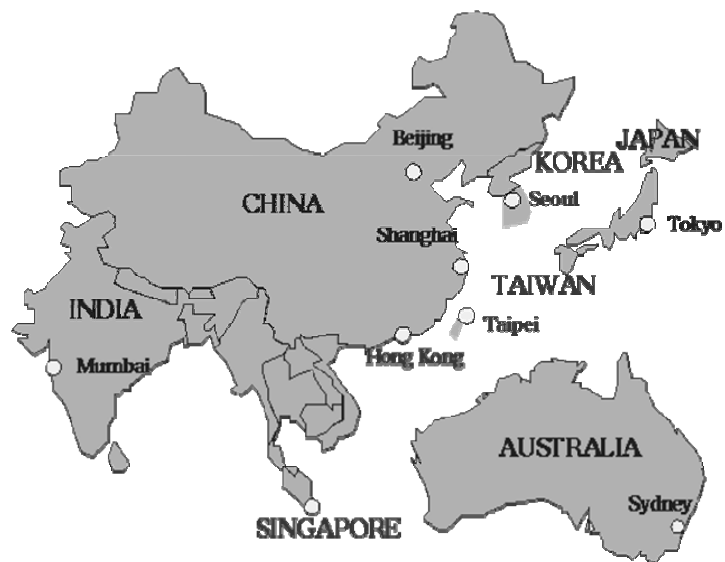 Beijing
JAPAN
KOREA
CHINA
Seoul
Shanghai
Tokyo
TAIWAN
INDIA
Taipei
Hong Kong
Mumbai
AUSTRALIA
Sydney
SINGAPORE